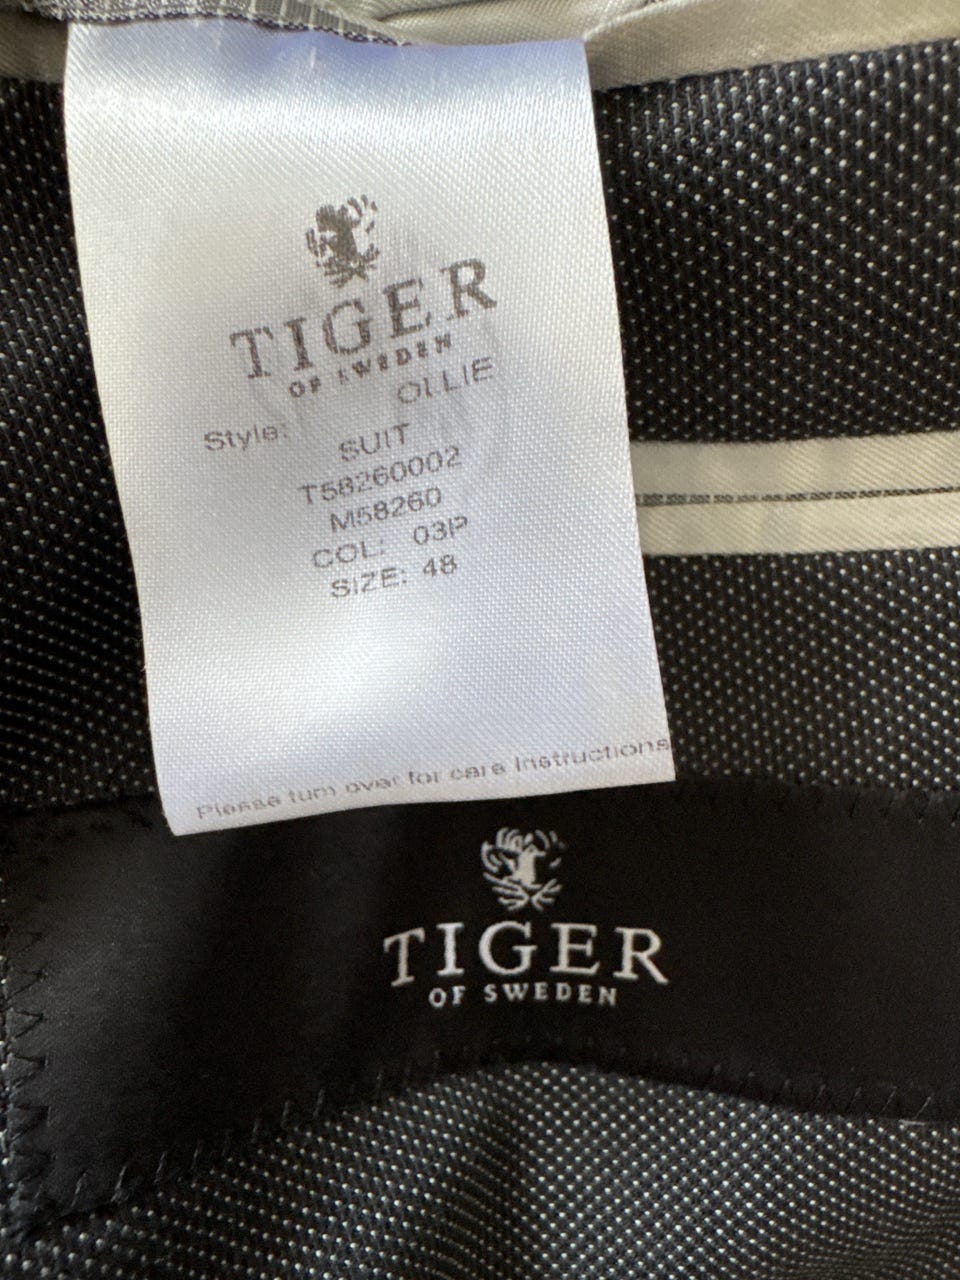 TIGER
OF SWEDEN
Style: OLLIE
SUIT
T58260002
M58260
COL: 03P
SIZE: 48
Please turn over for care instructions
TIGER
OF SWEDEN